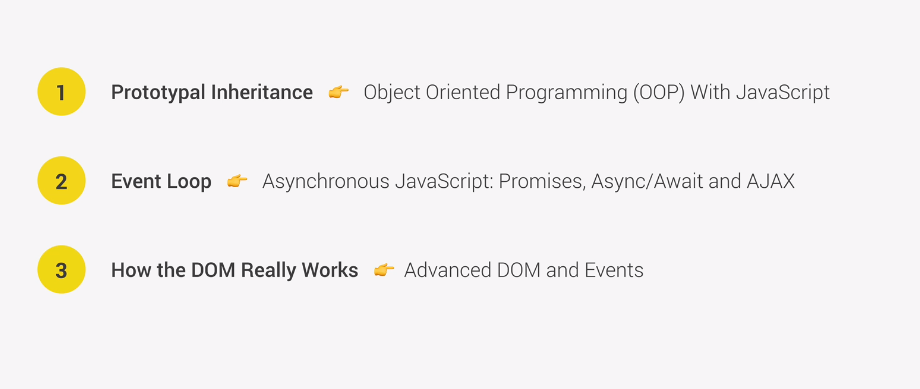 1 Prototypal Inheritance 👉 Object Oriented Programming (OOP) With JavaScript
2 Event Loop 👉 Asynchronous JavaScript: Promises, Async/Await and AJAX
3 How the DOM Really Works 👉 Advanced DOM and Events